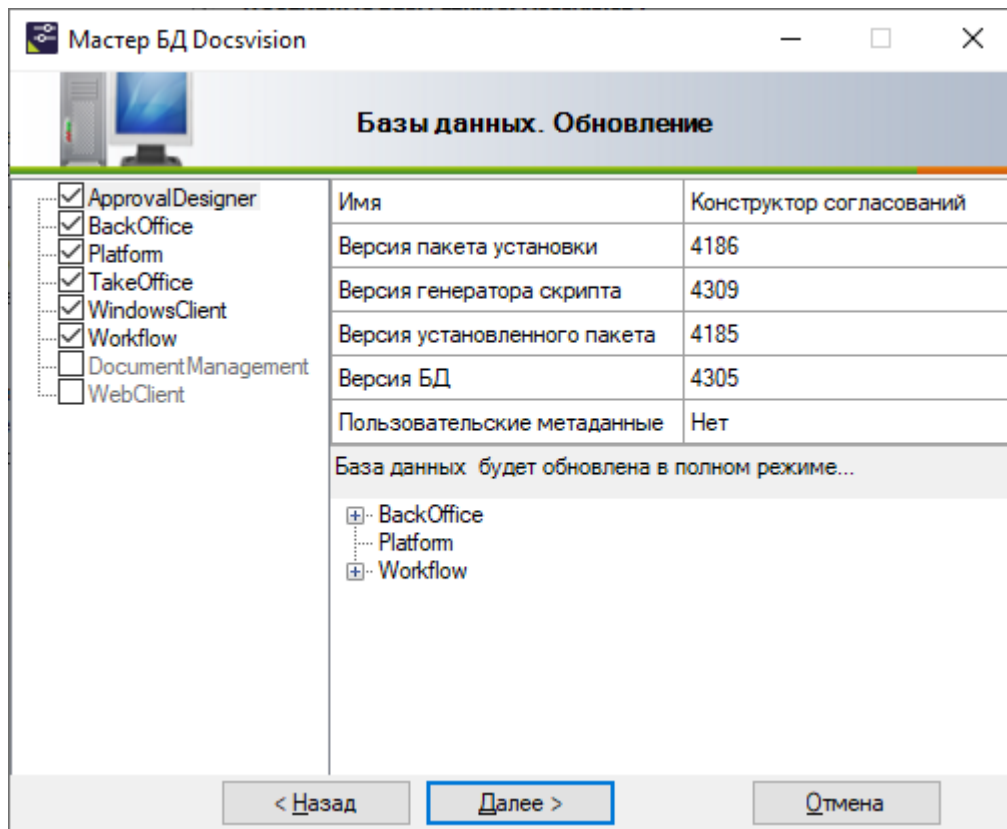 Мастер БД Docsvision
Базы данных. Обновление
ApprovalDesigner
BackOffice
Platform
TakeOffice
WindowsClient
Workflow
DocumentManagement
WebClient
Имя Конструктор согласований
Версия пакета установки 4186
Версия генератора скрипта 4309
Версия установленного пакета 4185
Версия БД 4305
Пользовательские метаданные Нет
База данных  будет обновлена в полном режиме...
BackOffice
Platform
Workflow
< Назад Далее > Отмена